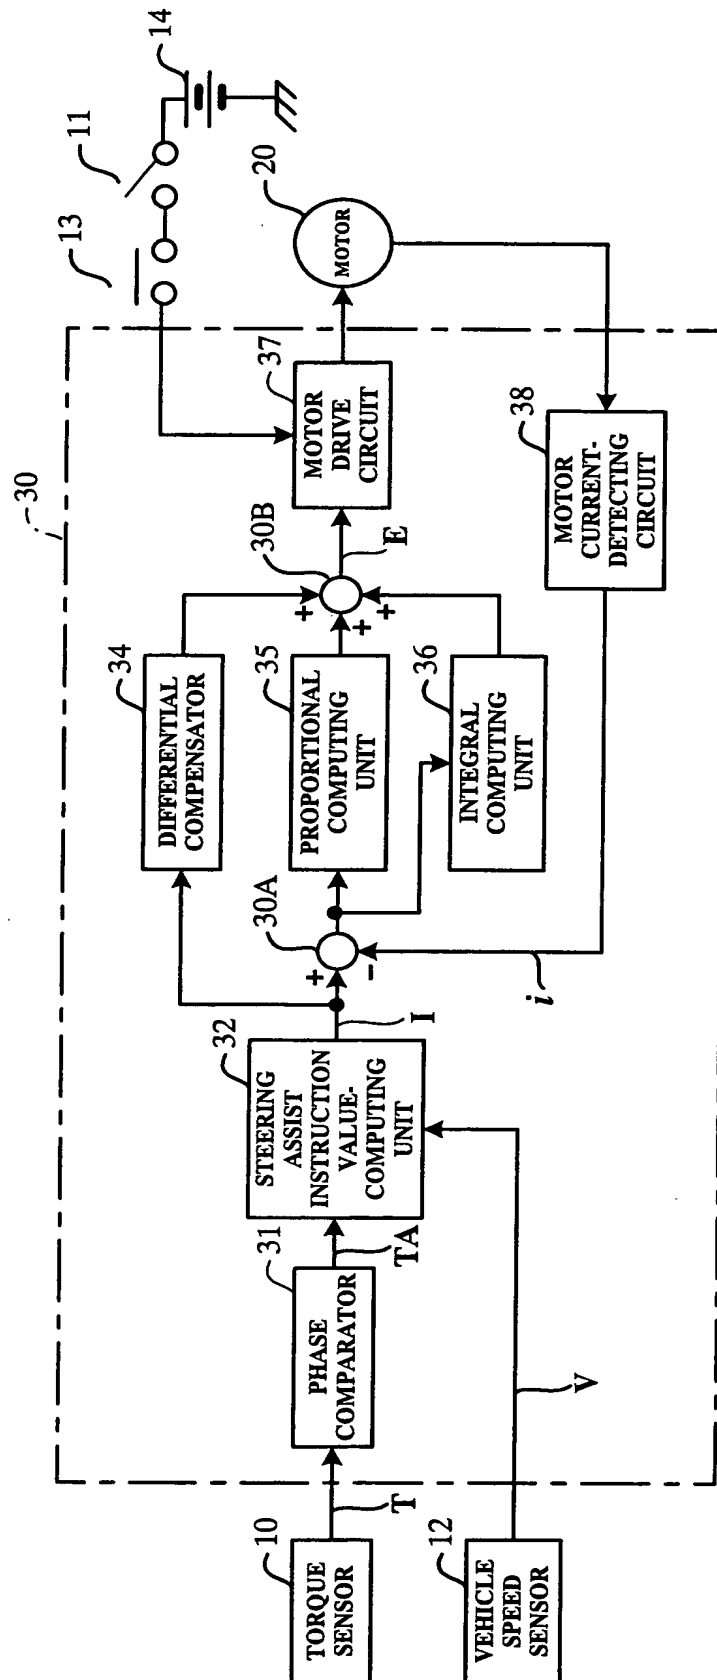 TORQUE
SENSOR
10
T
VEHICLE
SPEED
SENSOR
12
V
30
PHASE
COMPARATOR
31
TA
STEERING
ASSIST
INSTRUCTION
VALUE-
COMPUTING
UNIT
32
I
+
-
30A
i
DIFFERENTIAL
COMPENSATOR
34
PROPORTIONAL
COMPUTING
UNIT
35
INTEGRAL
COMPUTING
UNIT
36
+
+
+
30B
E
MOTOR
DRIVE
CIRCUIT
37
MOTOR
CURRENT-
DETECTING
CIRCUIT
38
MOTOR
20
13
11
14